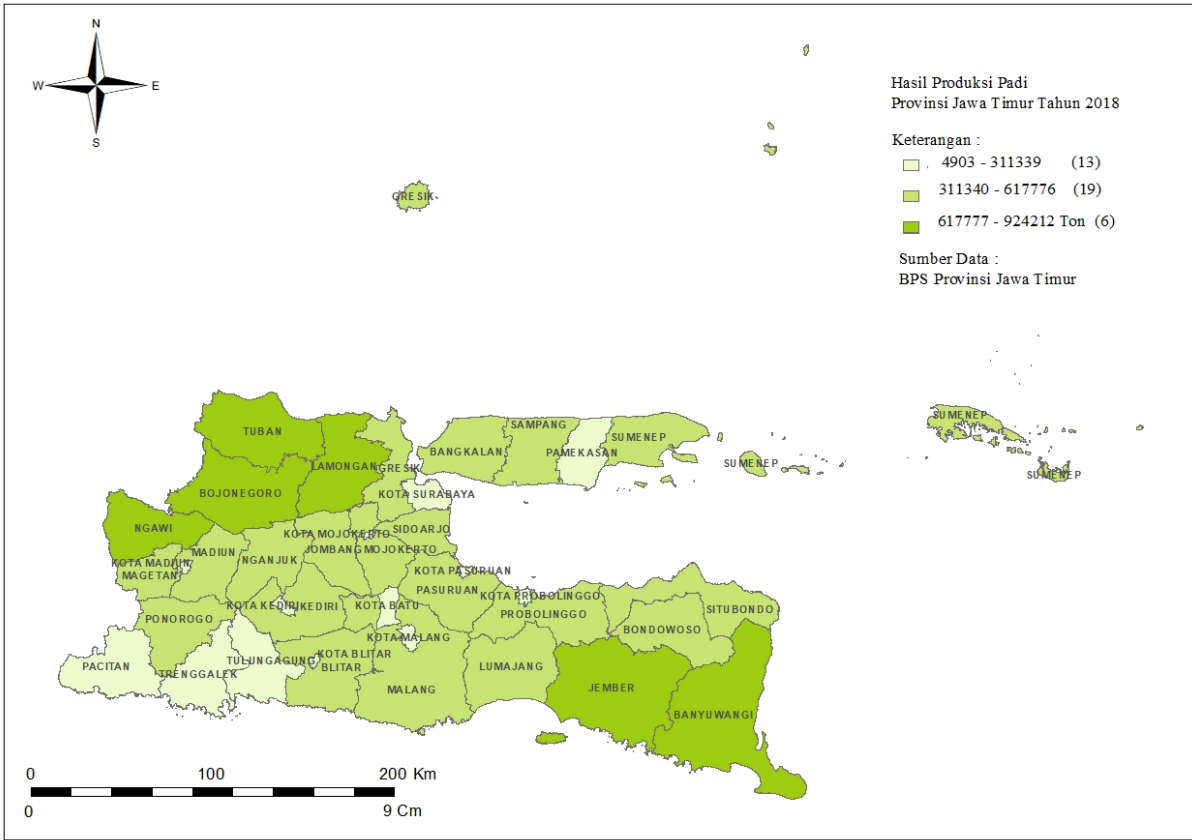 N
W E
S
Hasil Produksi Padi
Provinsi Jawa Timur Tahun 2018
Keterangan :
4903 - 311339 (13)
311340 - 617776 (19)
617777 - 924212 Ton (6)
Sumber Data :
BPS Provinsi Jawa Timur
GRESIK
SUMENEP
TUBAN
SAMPANG
SUMENEP
BANGKALAN
PAMEKASAN
LAMONGAN
GRESIK
SUMENEP
SUMENEP
BOJONEGORO
KOTA SURABAYA
NGAWI
KOTA MOJOKERTO
SIDOARJO
MADIUN
JOMBANG
MOJOKERTO
KOTA MADIUN
NGANJUK
MAGETAN
KOTA PASURUAN
PASURUAN
KOTA PROBOLINGGO
KOTA KEDIRI
KEDIRI
KOTA BATU
PROBOLINGGO
SITUBONDO
PONOROGO
BONDOWOSO
KOTA MALANG
KOTA BLITAR
PACITAN
TRENGGALEK
TULUNGAGUNG
BLITAR
LUMAJANG
MALANG
JEMBER
BANYUWANGI
0 100 200 Km
0 9 Cm